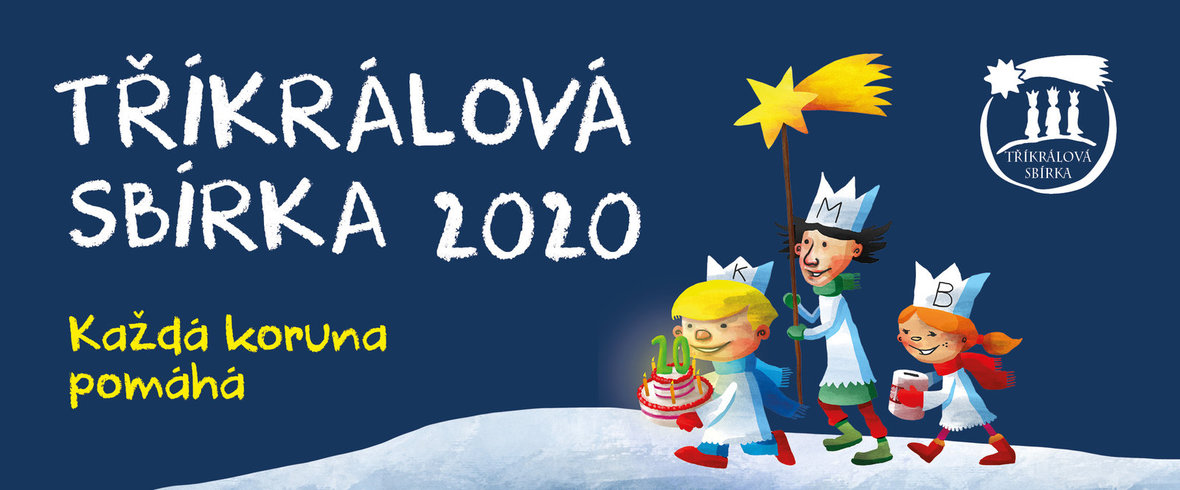 TŘÍKRÁLOVÁ
SBÍRKA 2020
Každá koruna
pomáhá
K
M
B
20
TŘÍKRÁLOVÁ
SBÍRKA